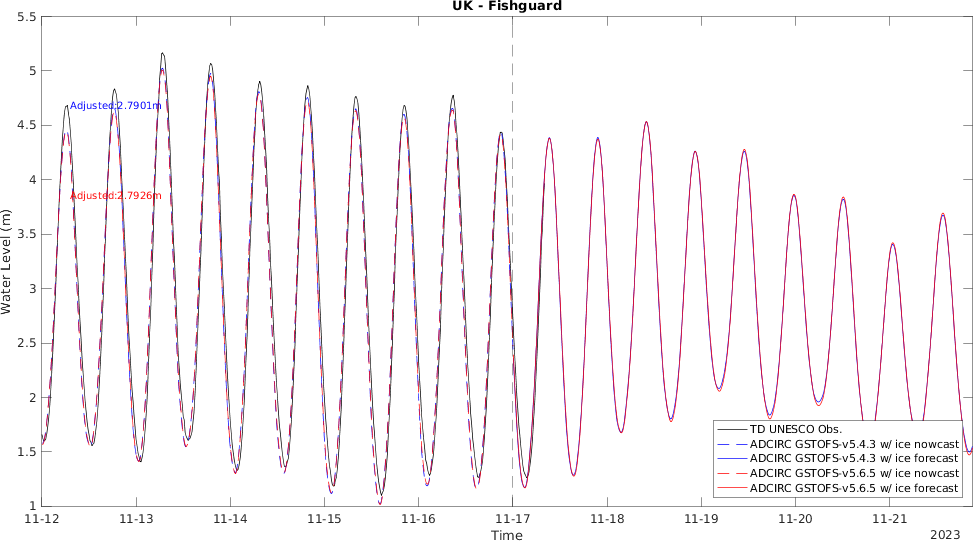 UK - Fishguard
5.5
5
4.5
4
3.5
3
2.5
2
1.5
1
Water Level (m)
Adjusted:2.7901m
Adjusted:2.7926m
TD UNESCO Obs.
ADCIRC GSTOFS-v5.4.3 w/ ice nowcast
ADCIRC GSTOFS-v5.4.3 w/ ice forecast
ADCIRC GSTOFS-v5.6.5 w/ ice nowcast
ADCIRC GSTOFS-v5.6.5 w/ ice forecast
11-12 11-13 11-14 11-15 11-16 11-17 11-18 11-19 11-20 11-21
Time
2023